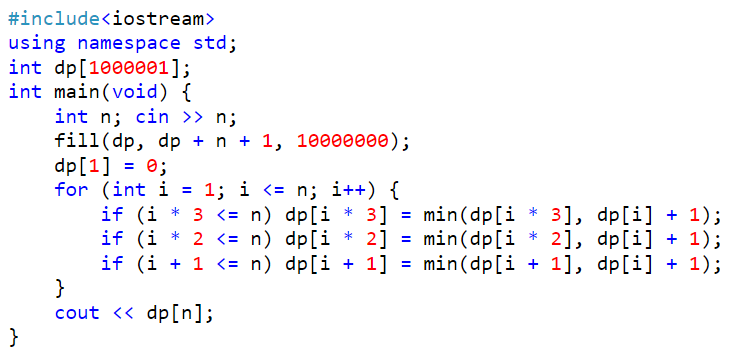 #include<iostream>
using namespace std;
int dp[1000001];
int main(void) {
    int n; cin >> n;
    fill(dp, dp + n + 1, 10000000);
    dp[1] = 0;
    for (int i = 1; i <= n; i++) {
        if (i * 3 <= n) dp[i * 3] = min(dp[i * 3], dp[i] + 1);
        if (i * 2 <= n) dp[i * 2] = min(dp[i * 2], dp[i] + 1);
        if (i + 1 <= n) dp[i + 1] = min(dp[i + 1], dp[i] + 1);
    }
    cout << dp[n];
}